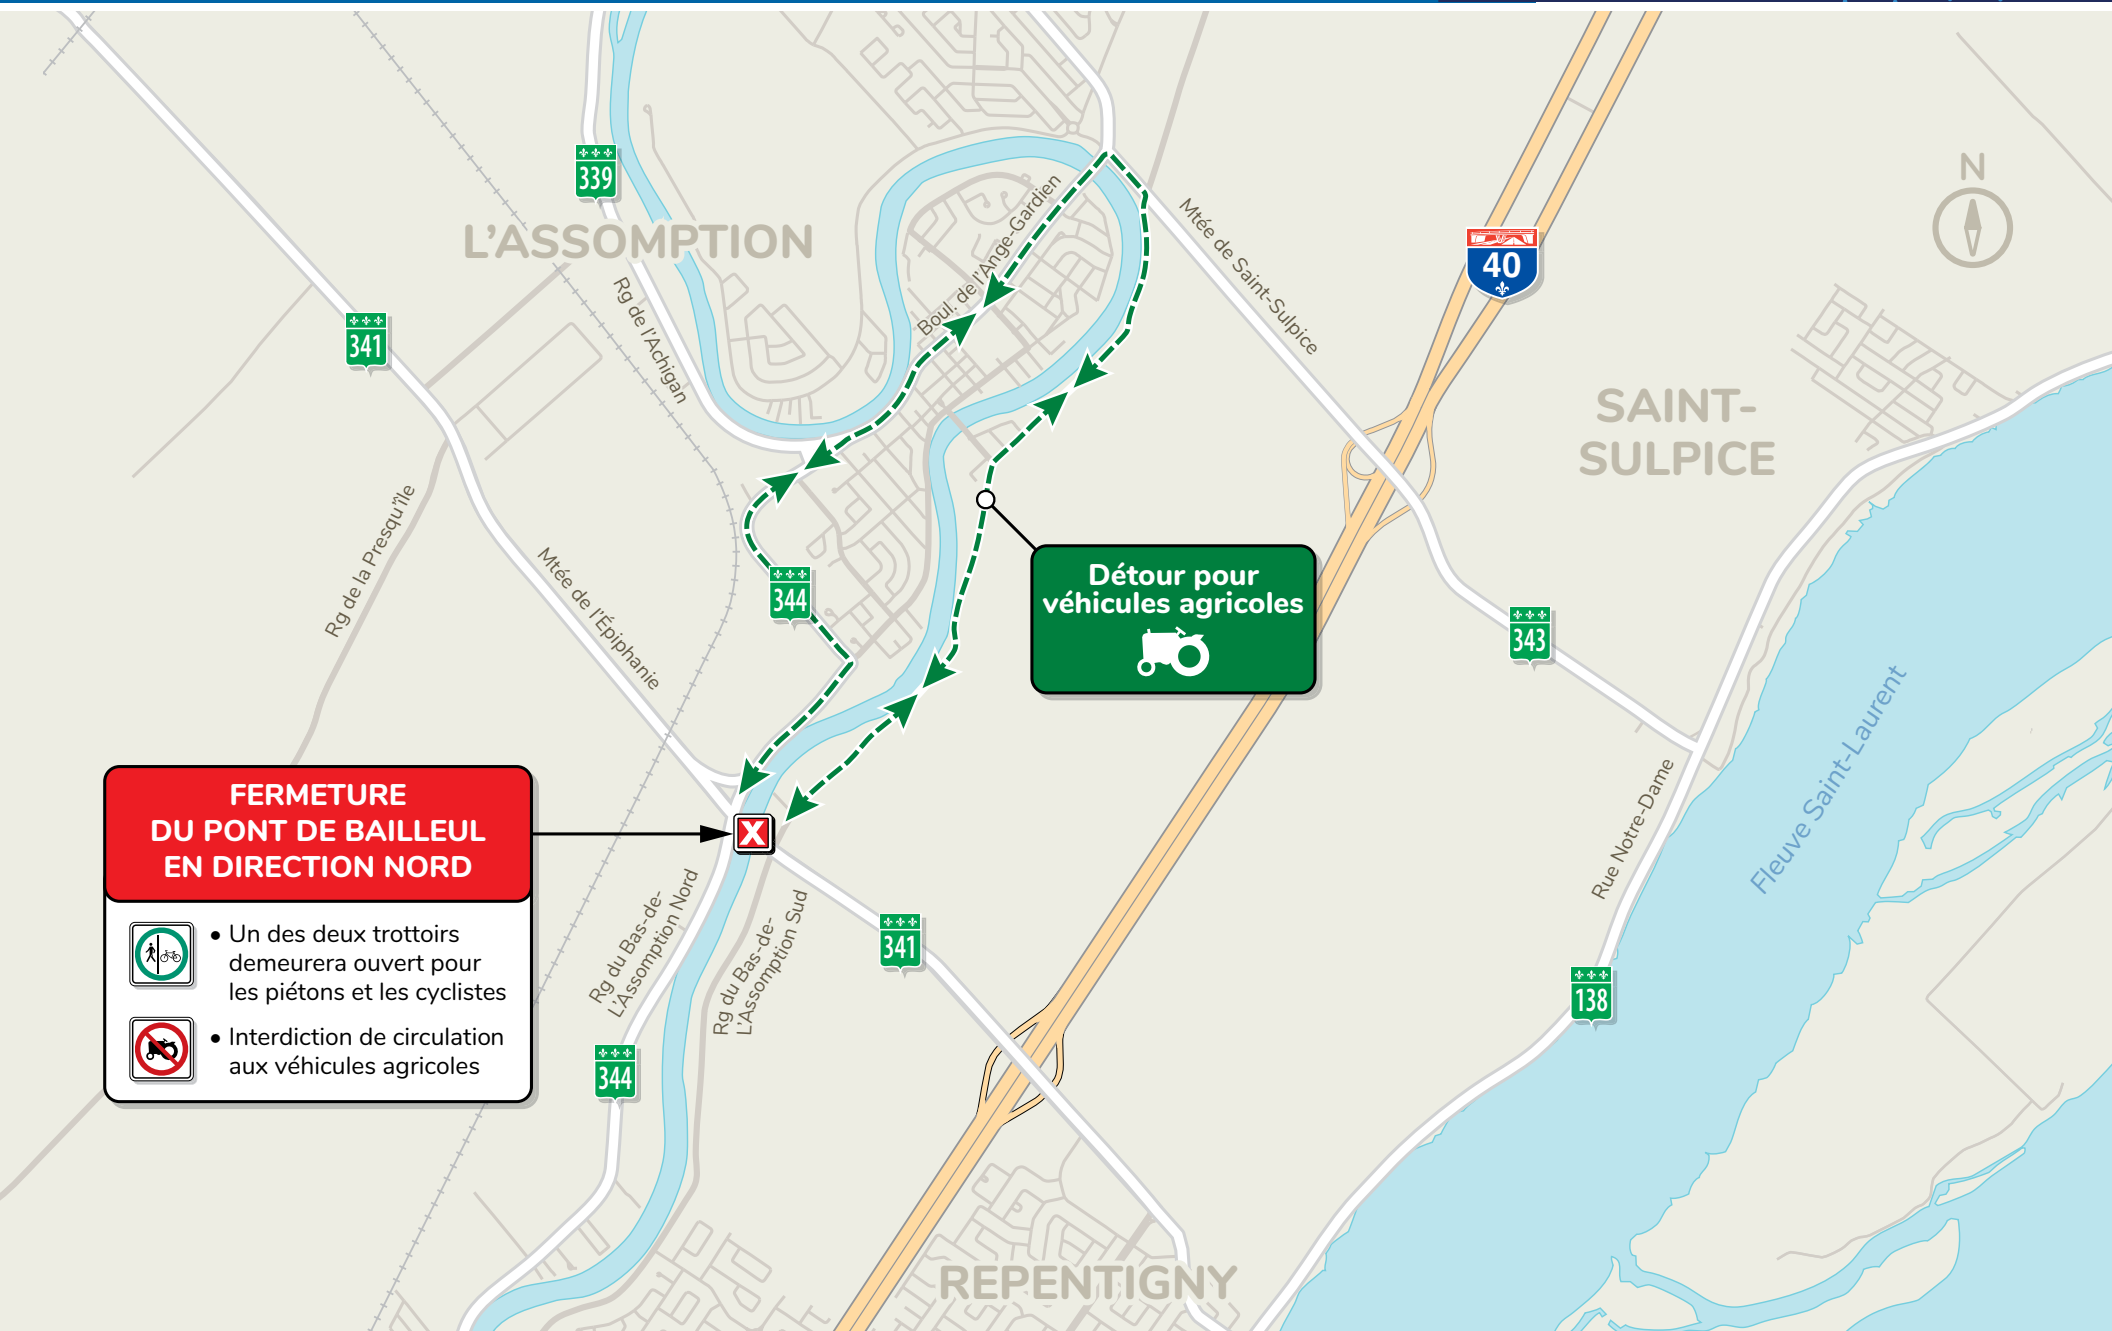 N
339
L'ASSOMPTION
Boul. de l'Ange-Gardien
Mtée de Saint-Sulpice
40
Rg de l'Achigan
341
SAINT-
SULPICE
Rg de la Presqu'île
Mtée de l'Épiphanie
344
Détour pour
véhicules agricoles
343
Fleuve Saint-Laurent
Rue Notre-Dame
FERMETURE
DU PONT DE BAILLEUL
EN DIRECTION NORD
X
• Un des deux trottoirs
demeurera ouvert pour
les piétons et les cyclistes
• Interdiction de circulation
aux véhicules agricoles
Rg du Bas-de-
L'Assomption Nord
Rg du Bas-de-
L'Assomption Sud
341
138
344
REPENTIGNY